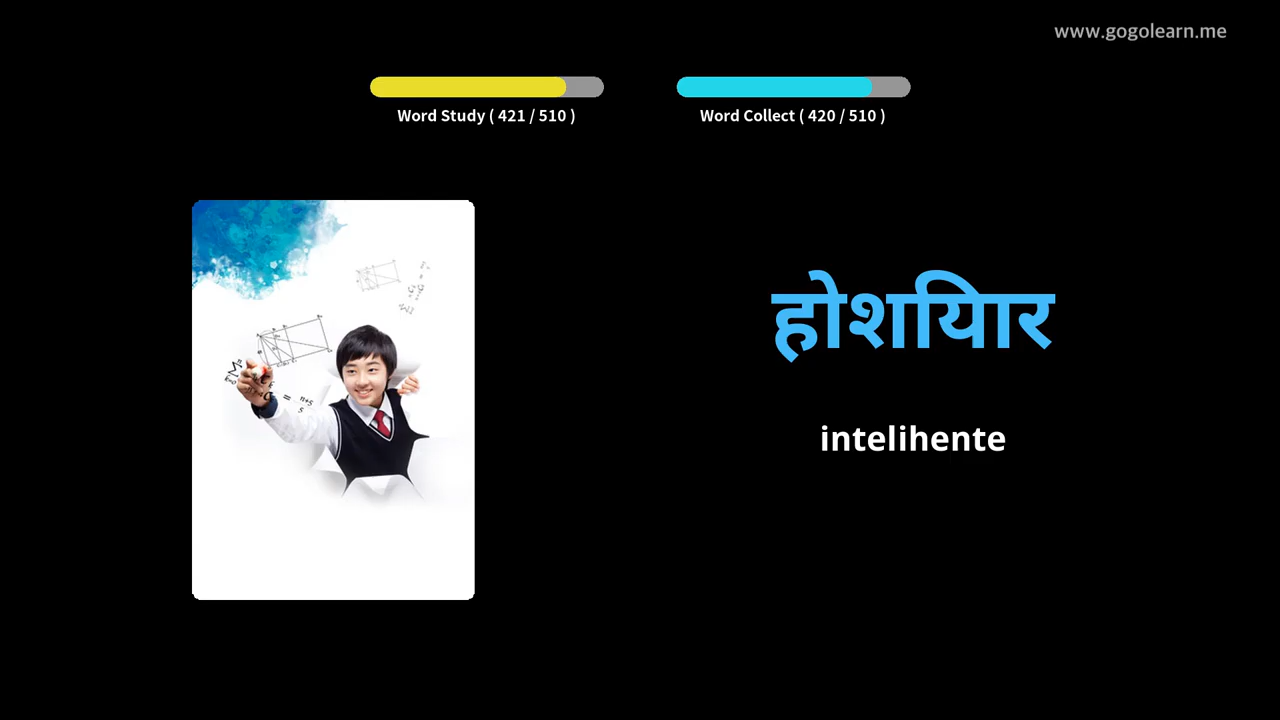 www.gogolearn.me
Word Study ( 421 / 510 )
Word Collect ( 420 / 510 )
होशियार
intelihente